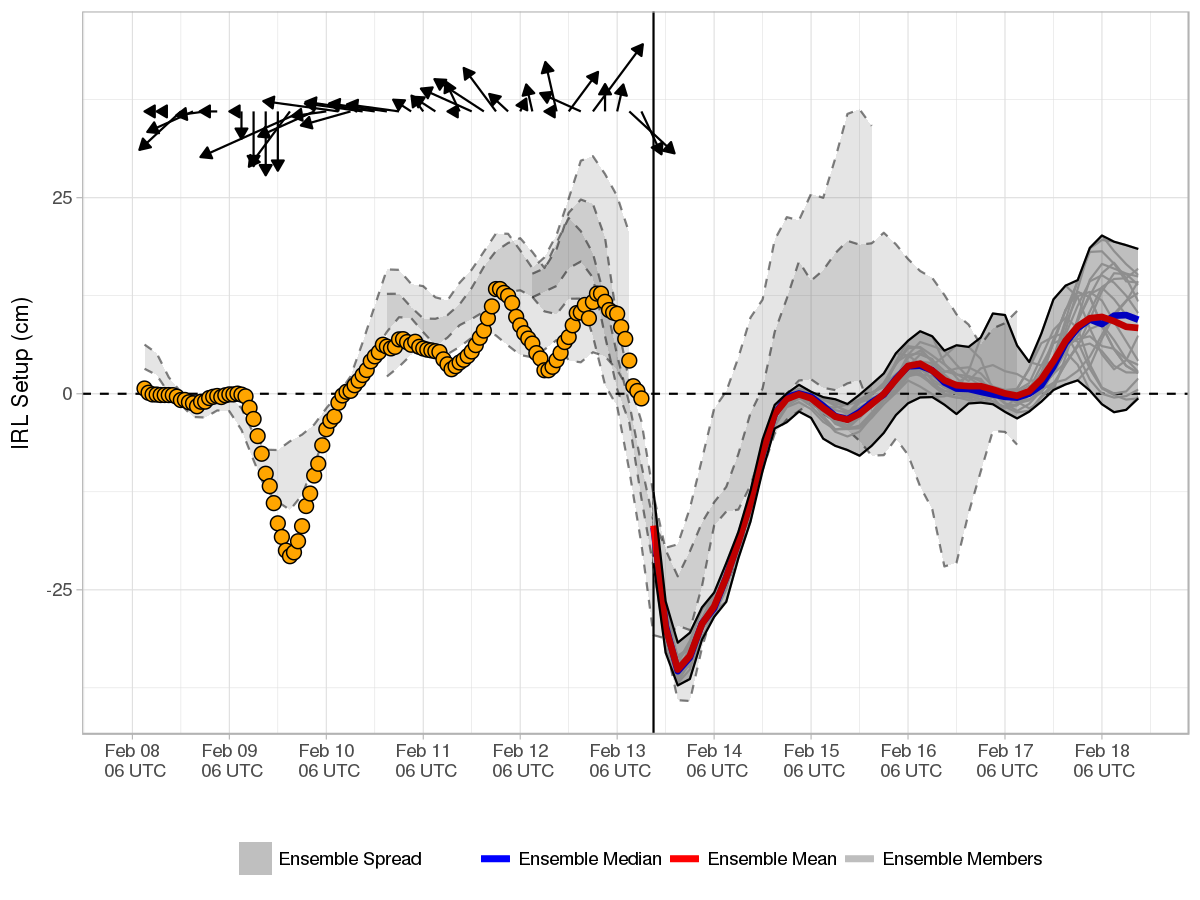 IRL Setup (cm)
25
0
-25
Feb 08 Feb 09 Feb 10 Feb 11 Feb 12 Feb 13 Feb 14 Feb 15 Feb 16 Feb 17 Feb 18
06 UTC 06 UTC 06 UTC 06 UTC 06 UTC 06 UTC 06 UTC 06 UTC 06 UTC 06 UTC 06 UTC
Ensemble Spread Ensemble Median Ensemble Mean Ensemble Members